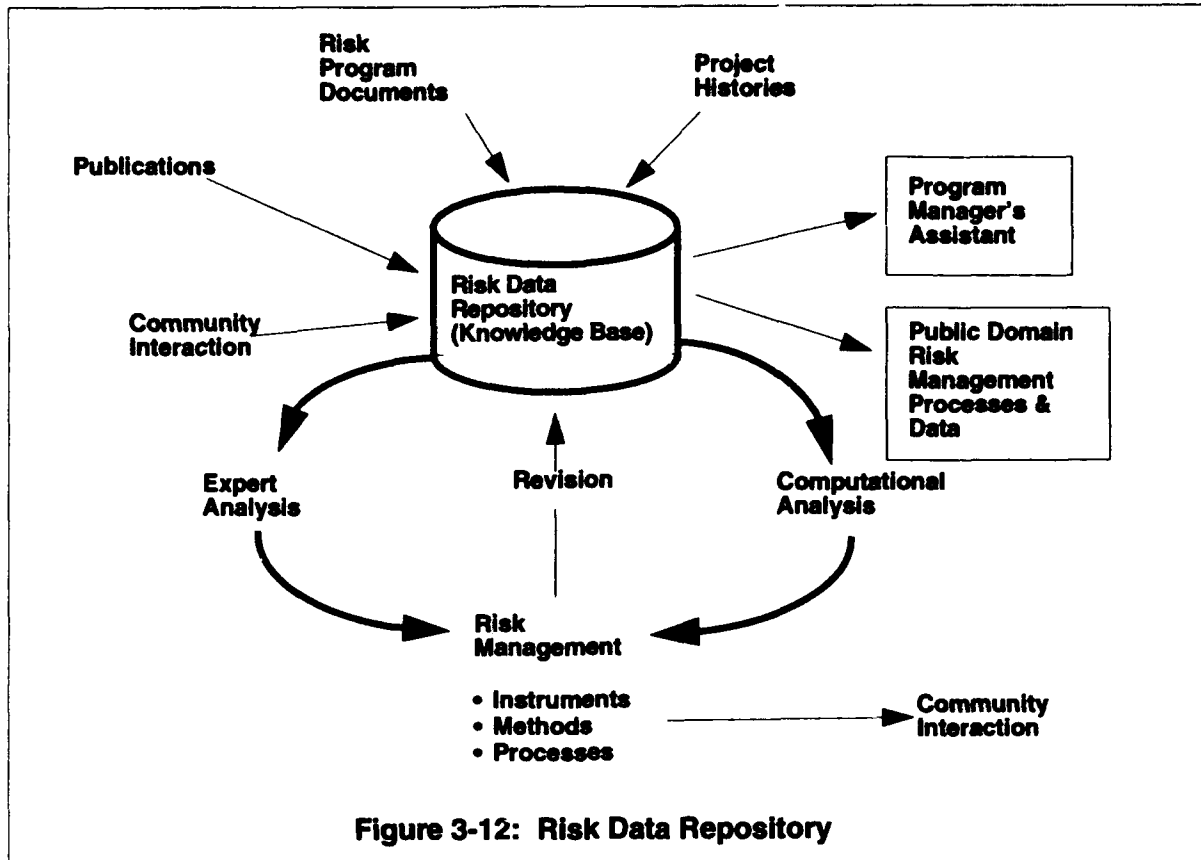 Risk
Program
Documents
Project
Histories
Publications
Program
Manager's
Assistant
Risk Data
Repository
(Knowledge Base)
Community
Interaction
Public Domain
Risk
Management
Processes &
Data
Expert
Analysis
Revision
Computational
Analysis
Risk
Management
• Instruments
• Methods
• Processes
Community
Interaction
Figure 3-12: Risk Data Repository